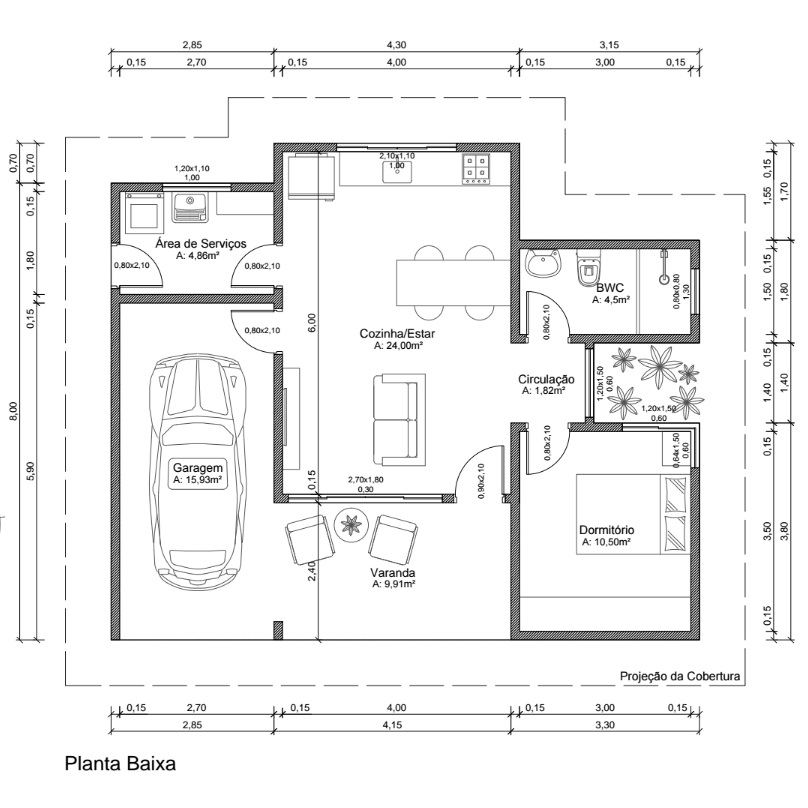 2,85 4,30 3,15
0,15 2,70 0,15 4,00 0,15 3,00 0,15
0,70 0,70
0,15
1,80
0,15
8,00
5,90
0,15
1,55
1,70
0,15
1,50
1,80
0,15
1,40
1,40
0,15
3,50
3,80
0,15
1,20x1,10
1,00
2,10x1,10
1,00
Área de Serviços
A: 4,86m²
0,80x2,10
0,80x2,10
0,80x2,10
BWC
A: 4,5m²
0,80x0,80
1,30
0,80x2,10
6,00
Cozinha/Estar
A: 24,00m²
Circulação
A: 1,82m²
1,20x1,50
0,60
1,20x1,50
0,60
0,64x1,50
0,60
0,80x2,10
Garagem
A: 15,93m²
0,15
2,70x1,80
0,30
0,90x2,10
Dormitório
A: 10,50m²
2,40
Varanda
A: 9,91m²
Projeção da Cobertura
0,15 2,70 0,15 4,00 0,15 3,00 0,15
2,85 4,15 3,30
Planta Baixa